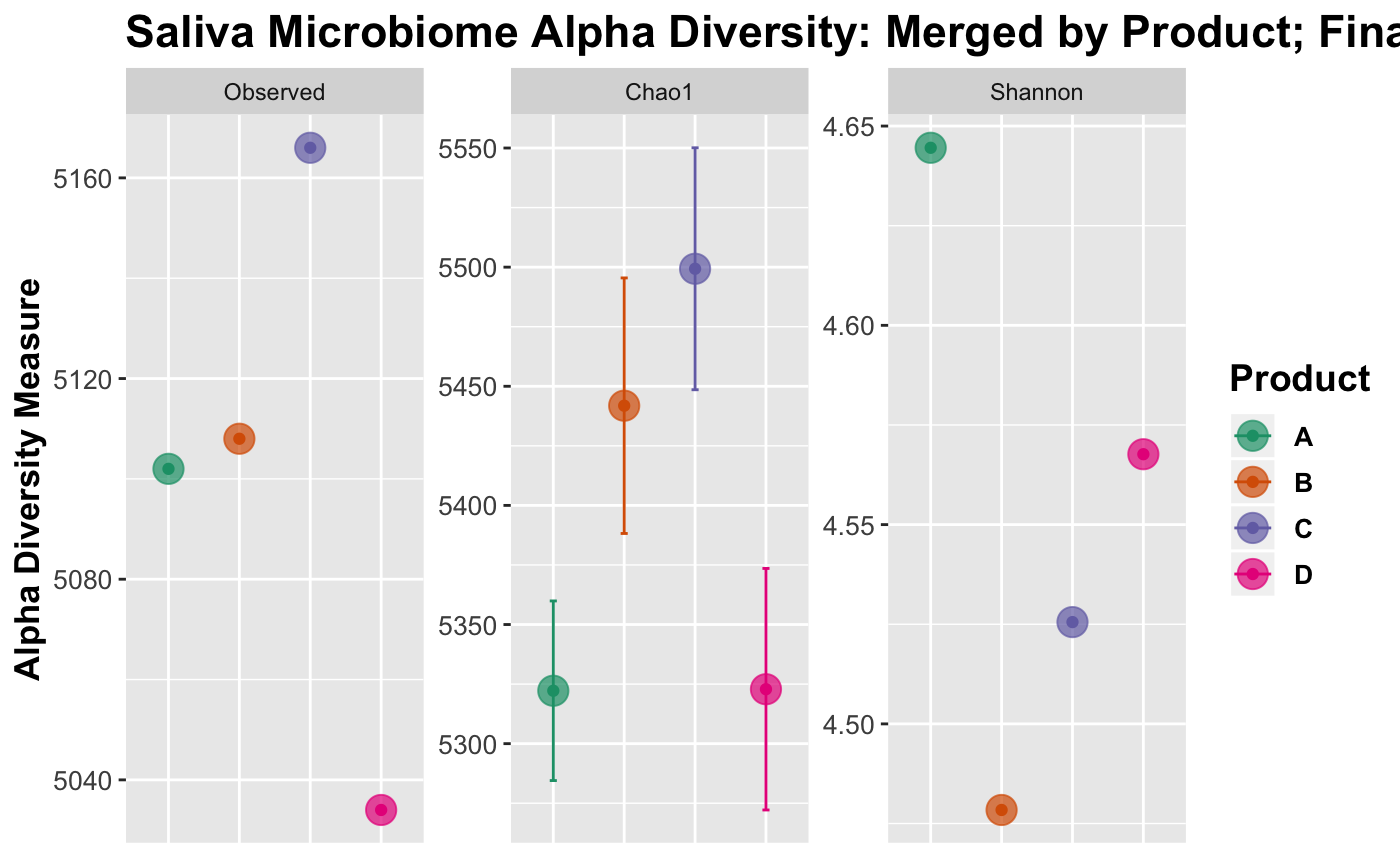 Saliva Microbiome Alpha Diversity: Merged by Product; Fina
Observed
Chao1
Shannon
Alpha Diversity Measure
5160
5120
5080
5040
5550
5500
5450
5400
5350
5300
4.65
4.60
4.55
4.50
Product
A
B
C
D